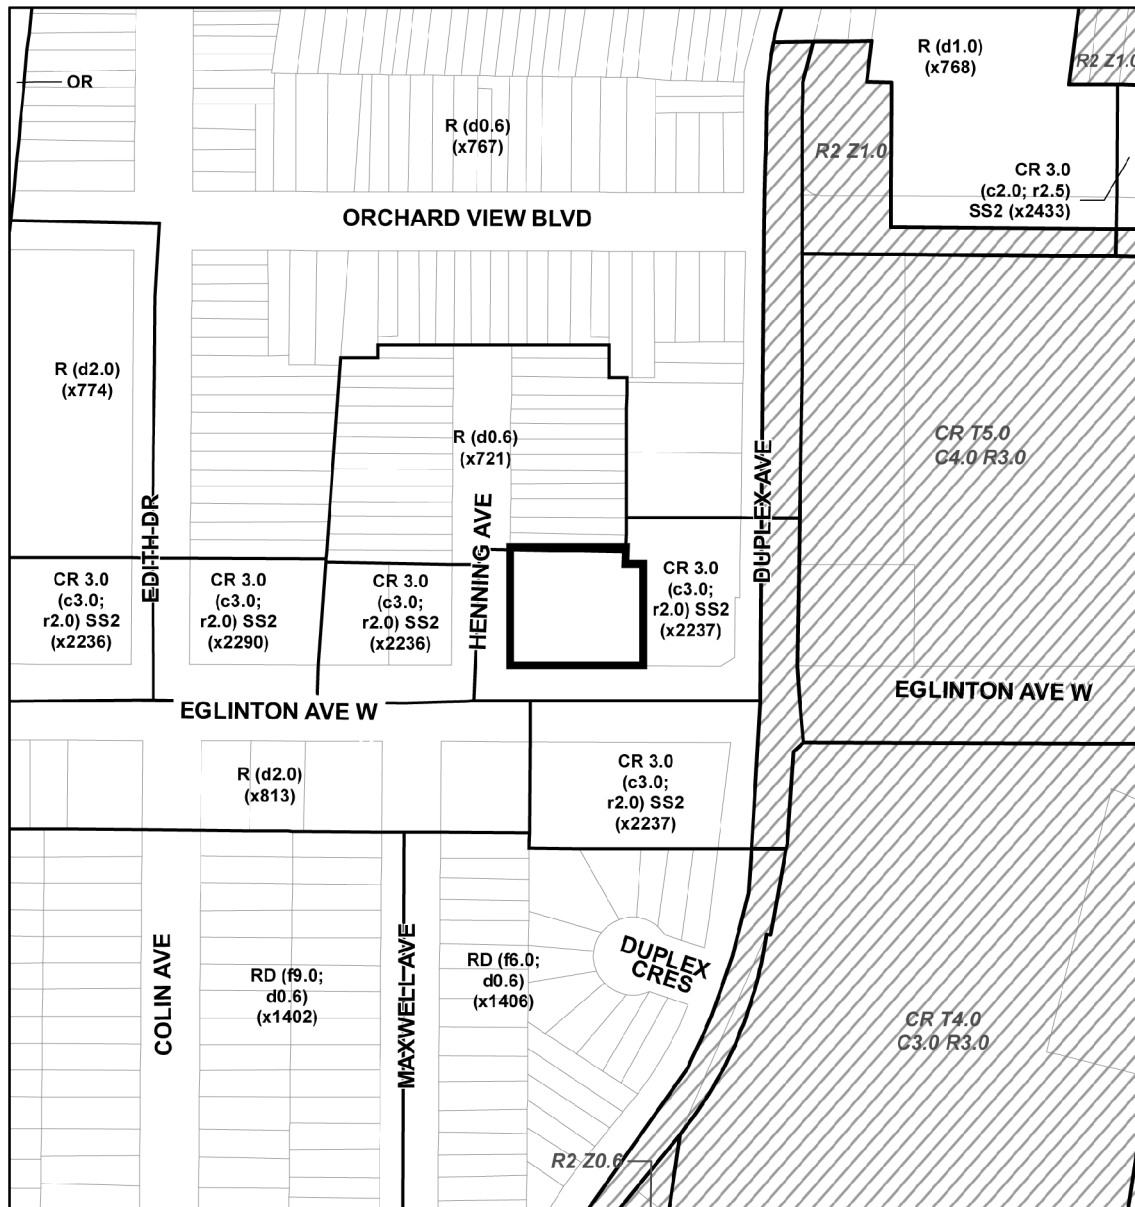 R (d1.0)
(x768)
R2 Z1.0
OR
R (d0.6)
(x767)
R2 Z1.0
CR 3.0
(c2.0; r2.5)
SS2 (x2433)
ORCHARD VIEW BLVD
R (d2.0)
(x774)
R (d0.6)
(x721)
CR T5.0
C4.0 R3.0
DUPLEX AVE
EDITH DR
HENNING AVE
CR 3.0
(c3.0;
r2.0) SS2
(x2236)
CR 3.0
(c3.0;
r2.0) SS2
(x2290)
CR 3.0
(c3.0;
r2.0) SS2
(x2236)
CR 3.0
(c3.0;
r2.0) SS2
(x2237)
EGLINTON AVE W
EGLINTON AVE W
R (d2.0)
(x813)
CR 3.0
(c3.0;
r2.0) SS2
(x2237)
COLIN AVE
RD (f9.0;
d0.6)
(x1402)
MAXWELL AVE
RD (f6.0;
d0.6)
(x1406)
DUPLEX
CRES
CR T4.0
C3.0 R3.0
R2 Z0.6